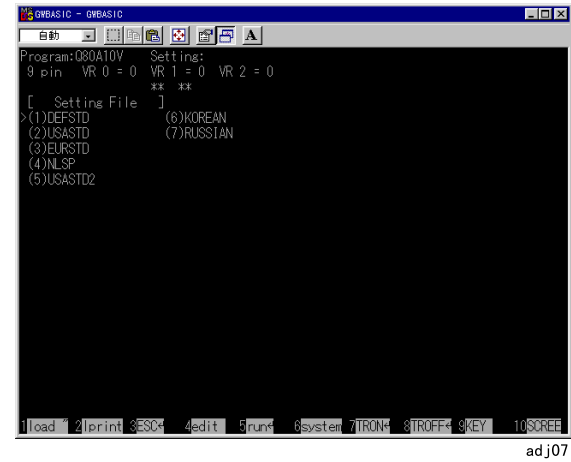 GWBASIC - GWBASIC
自動
A
Program:Q80A10V Setting:
9 pin VR 0 = 0 VR 1 = 0 VR 2 = 0
** **
[ Setting File ]
>(1)DEFSTD (6)KOREAN
(2)USASTD (7)RUSSIAN
(3)EURSTD
(4)NLSP
(5)USASTD2
1load " 2lprint 3ESC↵ 4edit 5run↵ 6system 7TRON↵ 8TROFF↵ 9KEY 10SCREE
adj07